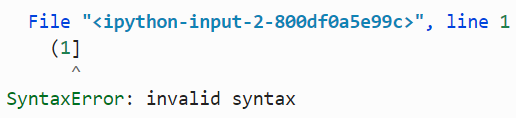 File "<ipython-input-2-800df0a5e99c>", line 1
(1]
^
SyntaxError: invalid syntax